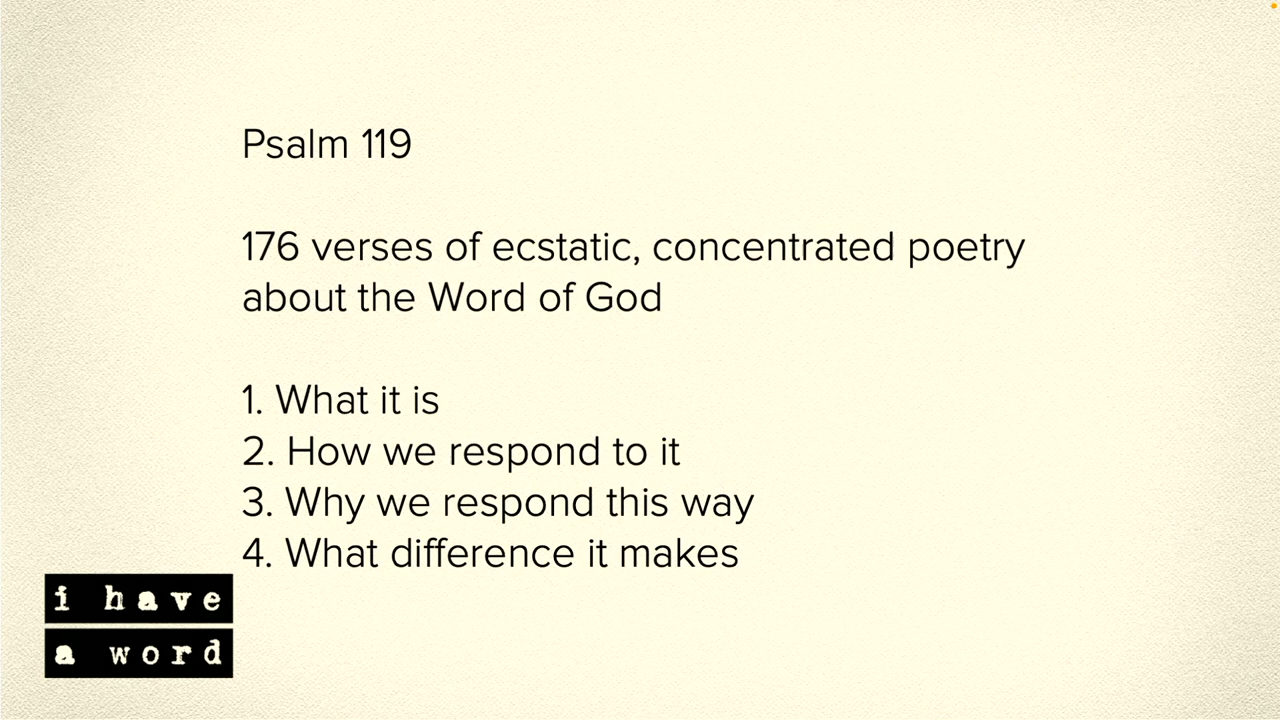 Psalm 119
176 verses of ecstatic, concentrated poetry
about the Word of God
1. What it is
2. How we respond to it
3. Why we respond this way
4. What difference it makes
i have
a word